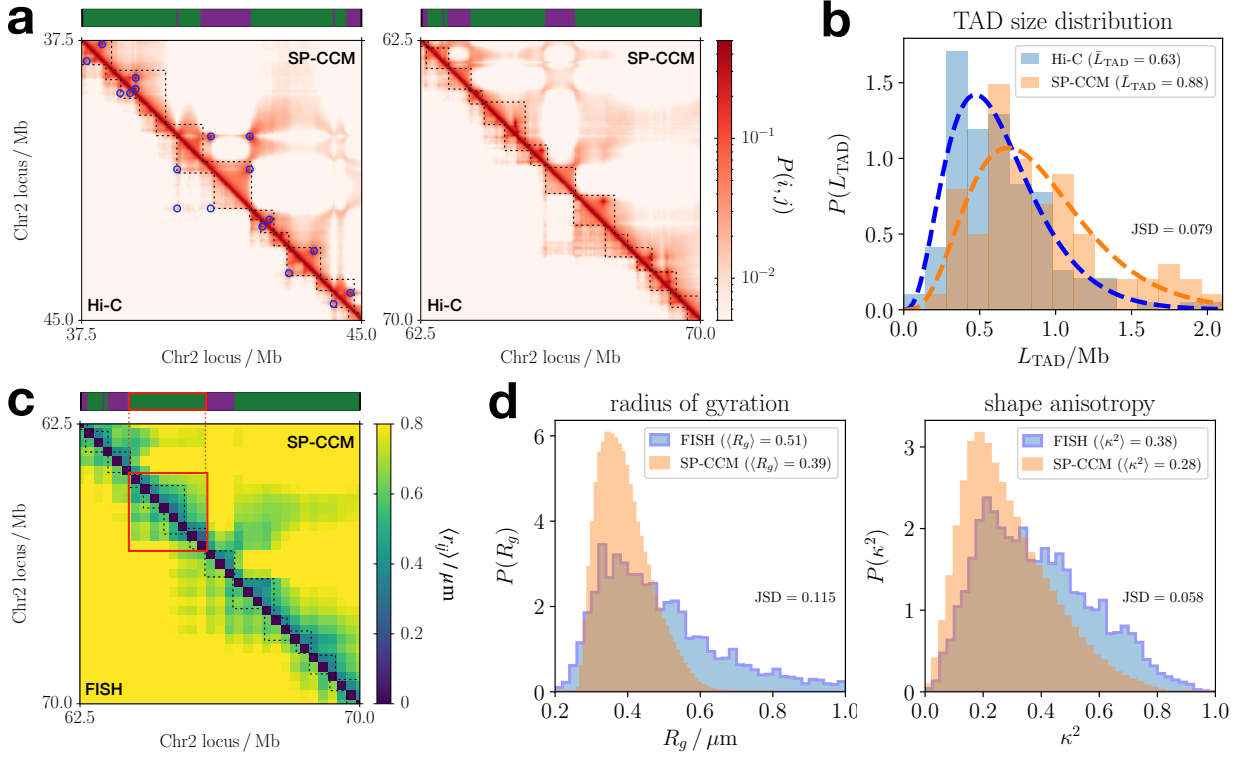 a
37.5
SP-CCM
Chr2 locus / Mb
Hi-C
45.0
37.5
45.0
Chr2 locus / Mb
62.5
SP-CCM
Hi-C
70.0
62.5
70.0
Chr2 locus / Mb
10⁻¹
10⁻²
P(i, j)
b
TAD size distribution
Hi-C (L̄_TAD = 0.63)
SP-CCM (L̄_TAD = 0.88)
JSD = 0.079
P(L_TAD)
1.5
1.0
0.5
0.0
0.0 0.5 1.0 1.5 2.0
L_TAD/Mb
c
62.5
SP-CCM
Chr2 locus / Mb
FISH
70.0
62.5
70.0
Chr2 locus / Mb
0.8
0.6
0.4
0.2
0
⟨r_ij⟩ / μm
d
radius of gyration
FISH (⟨R_g⟩ = 0.51)
SP-CCM (⟨R_g⟩ = 0.39)
JSD = 0.115
P(R_g)
6
4
2
0
0.2 0.4 0.6 0.8 1.0
R_g / μm
shape anisotropy
FISH (⟨κ²⟩ = 0.38)
SP-CCM (⟨κ²⟩ = 0.28)
JSD = 0.058
P(κ²)
3
2
1
0
0.0 0.2 0.4 0.6 0.8 1.0
κ²